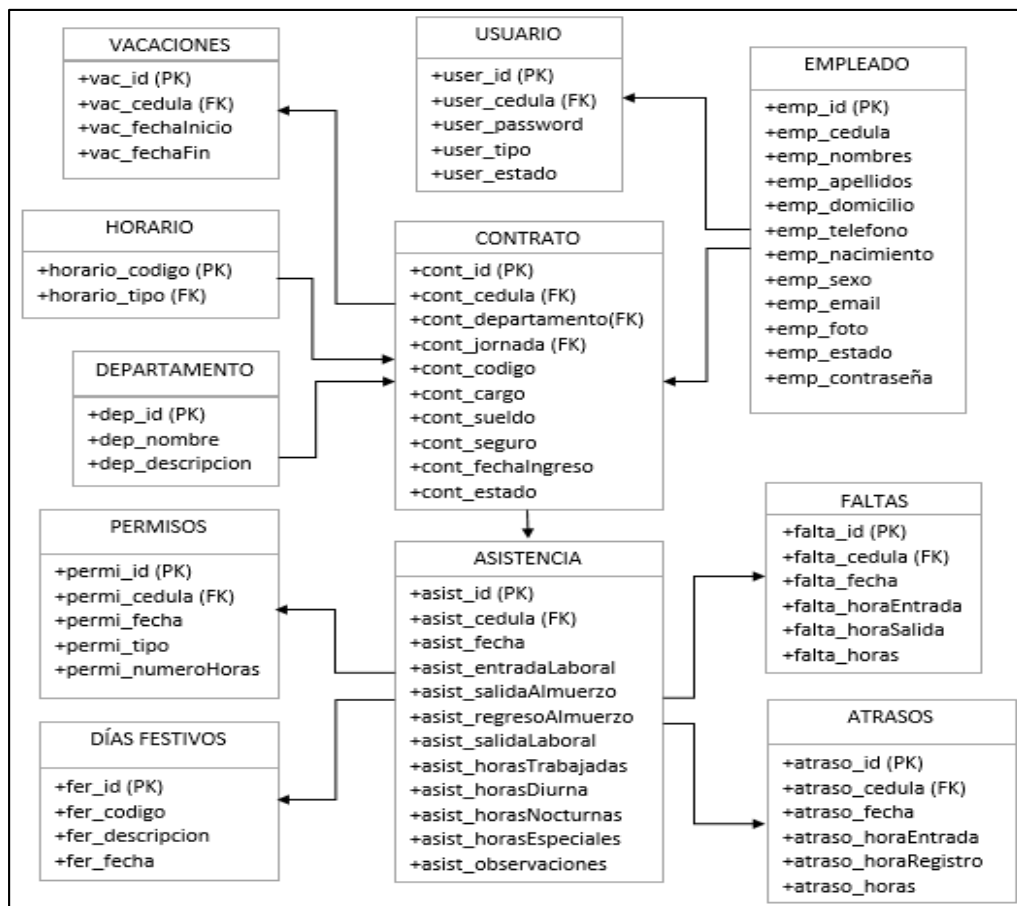 VACACIONES
+vac_id (PK)
+vac_cedula (FK)
+vac_fechaInicio
+vac_fechaFin
USUARIO
+user_id (PK)
+user_cedula (FK)
+user_password
+user_tipo
+user_estado
EMPLEADO
+emp_id (PK)
+emp_cedula
+emp_nombres
+emp_apellidos
+emp_domicilio
+emp_telefono
+emp_nacimiento
+emp_sexo
+emp_email
+emp_foto
+emp_estado
+emp_contraseña
HORARIO
+horario_codigo (PK)
+horario_tipo (FK)
CONTRATO
+cont_id (PK)
+cont_cedula (FK)
+cont_departamento(FK)
+cont_jornada (FK)
+cont_codigo
+cont_cargo
+cont_sueldo
+cont_seguro
+cont_fechaIngreso
+cont_estado
DEPARTAMENTO
+dep_id (PK)
+dep_nombre
+dep_descripcion
PERMISOS
+permi_id (PK)
+permi_cedula (FK)
+permi_fecha
+permi_tipo
+permi_numeroHoras
ASISTENCIA
+asist_id (PK)
+asist_cedula (FK)
+asist_fecha
+asist_entradaLaboral
+asist_salidaAlmuerzo
+asist_regresoAlmuerzo
+asist_salidaLaboral
+asist_horasTrabajadas
+asist_horasDiurna
+asist_horasNocturnas
+asist_horasEspeciales
+asist_observaciones
FALTAS
+falta_id (PK)
+falta_cedula (FK)
+falta_fecha
+falta_horaEntrada
+falta_horaSalida
+falta_horas
DÍAS FESTIVOS
+fer_id (PK)
+fer_codigo
+fer_descripcion
+fer_fecha
ATRASOS
+atraso_id (PK)
+atraso_cedula (FK)
+atraso_fecha
+atraso_horaEntrada
+atraso_horaRegistro
+atraso_horas